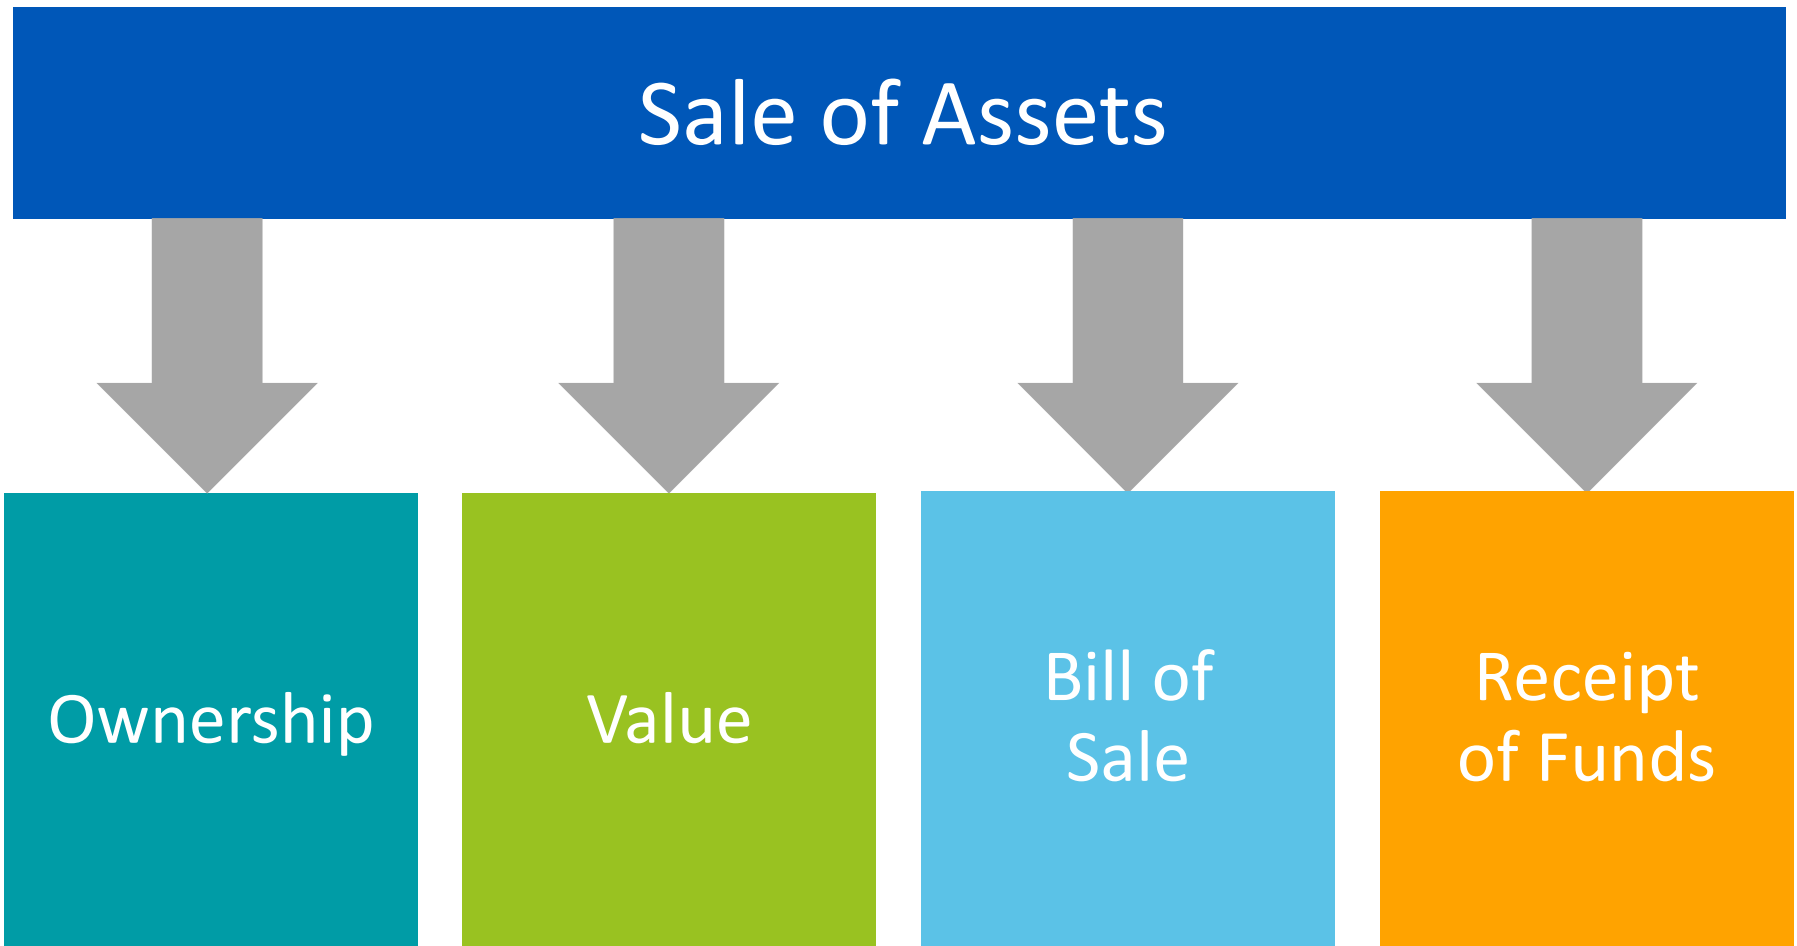 Sale of Assets
Ownership
Value
Bill of
Sale
Receipt
of Funds